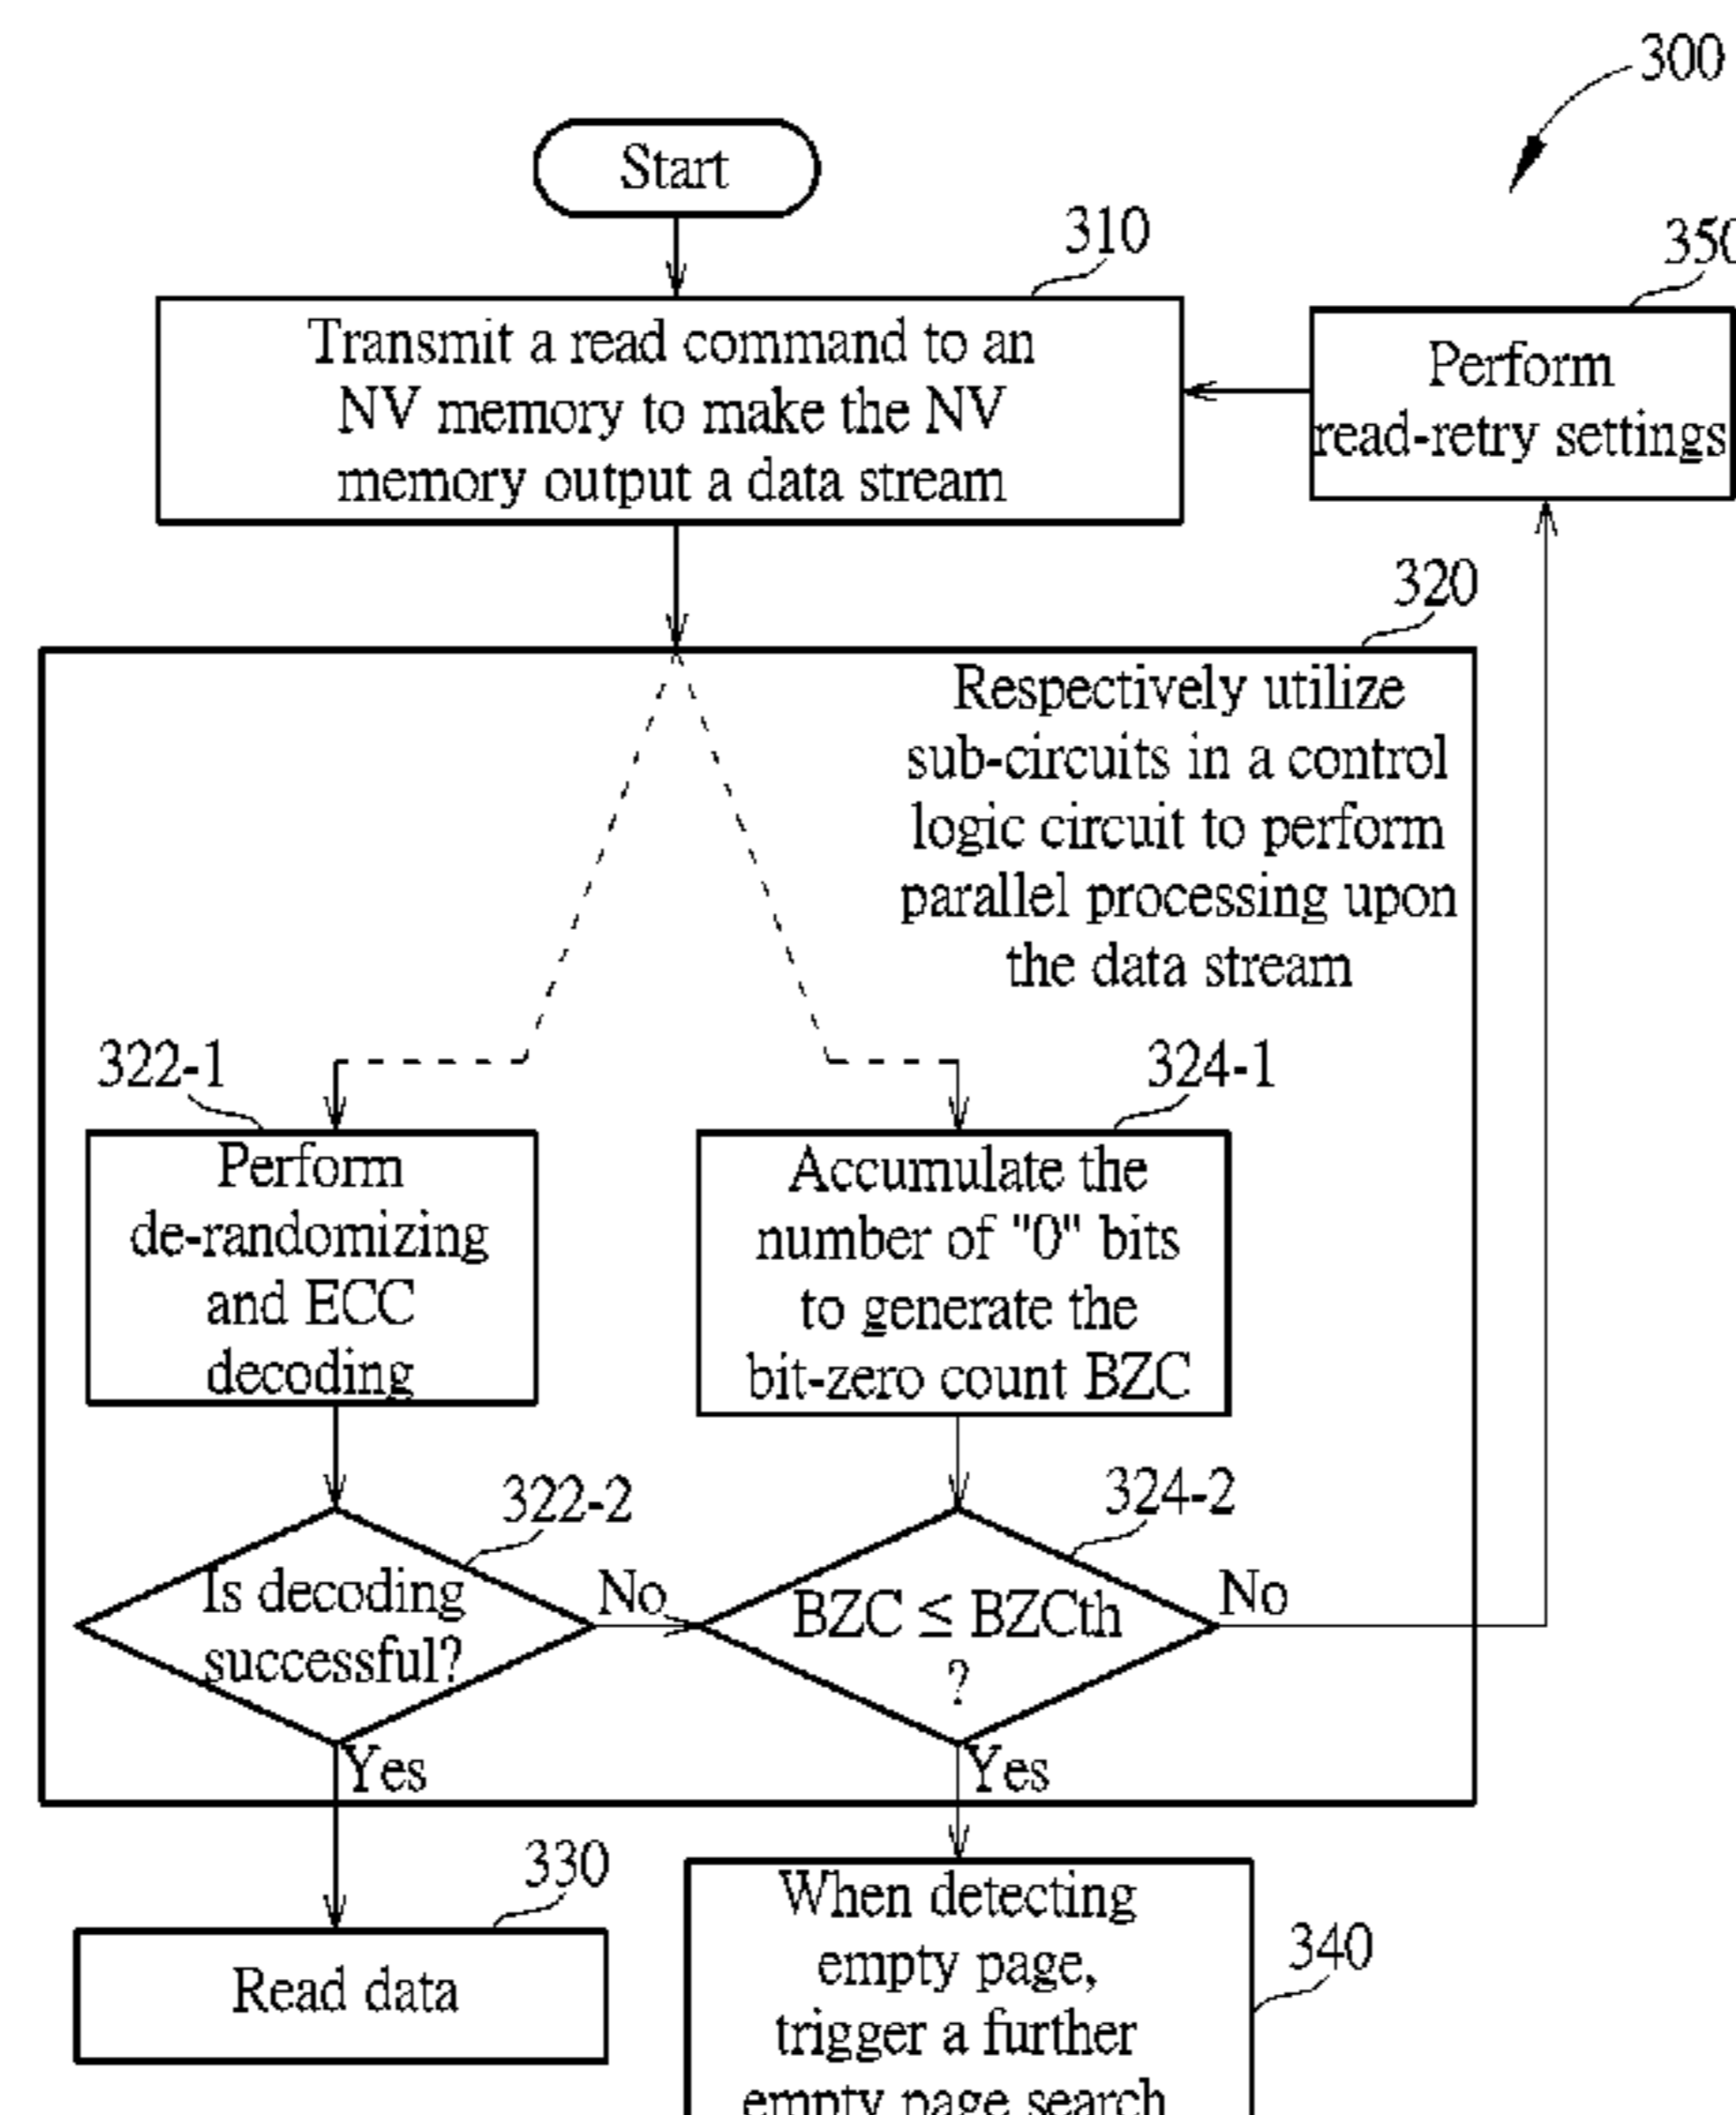 300
Start
310
Transmit a read command to an
NV memory to make the NV
memory output a data stream
350
Perform
read-retry settings
320
Respectively utilize
sub-circuits in a control
logic circuit to perform
parallel processing upon
the data stream
322-1
Perform
de-randomizing
and ECC
decoding
324-1
Accumulate the
number of "0" bits
to generate the
bit-zero count BZC
322-2
Is decoding
successful?
No
Yes
324-2
BZC ≤ BZCth
?
No
Yes
330
Read data
340
When detecting
empty page,
trigger a further
empty page search